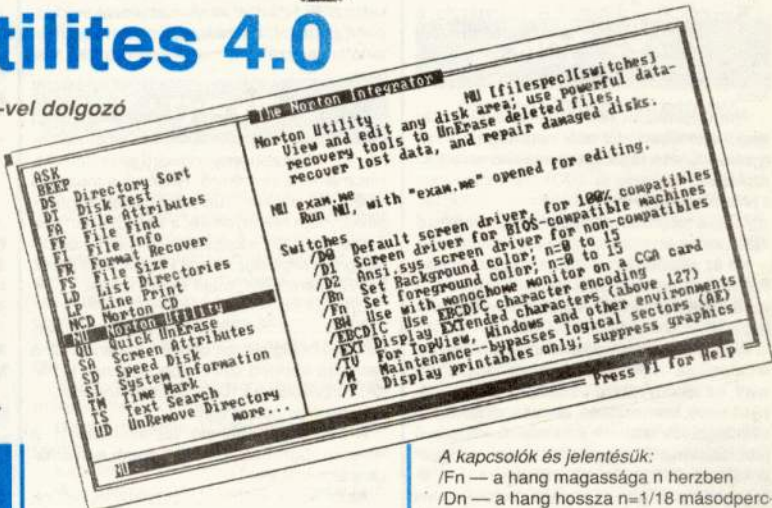 tilites 4.0
-vel dolgozó
The Norton Integrator
ASK
BEEP
DS Directory Sort
DT Disk Test
FA File Attributes
FF File Find
FI File Info
FR Format Recover
FS File Size
LD List Directories
LP Line Print
NCD Norton CD
NU Norton Utility
QU Quick UnErase
SA Screen Attributes
SD Speed Disk
SI System Information
TM Time Mark
TS Text Search
UD UnRemove Directory
more...
Norton Utility NU [filespec][switches]
View and edit any disk area; use powerful data-
recovery tools to UnErase deleted files,
recover lost data, and repair damaged disks.
NU exam.me
Run NU, with "exam.me" opened for editing.
Switches
/D0 Default screen driver, for 100% compatibles
/D1 Screen driver for BIOS-compatible machines
/D2 Ansi.sys screen driver for non-compatibles
/Bn Set Background color; n=0 to 15
/Fn Set foreground color; n=0 to 15
/BW Use with monochome monitor on a CGA card
/EBCDIC Use EBCDIC character encoding
/EXT Display EXTended characters (above 127)
/TV For TopView, Windows and other environments
/M Maintenance--bypasses logical sectors (AE)
/P Display printables only; suppress graphics
Press F1 for Help
NU
A kapcsolók és jelentésük:
/Fn — a hang magassága n herzben
/Dn — a hang hossza n=1/18 másodperc-